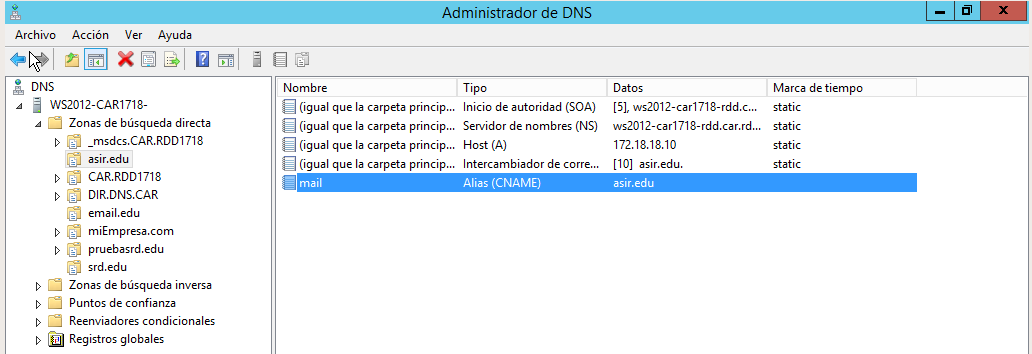 Administrador de DNS
Archivo Acción Ver Ayuda
DNS
WS2012-CAR1718-
Zonas de búsqueda directa
_msdcs.CAR.RDD1718
asir.edu
CAR.RDD1718
DIR.DNS.CAR
email.edu
miEmpresa.com
pruebasrd.edu
srd.edu
Zonas de búsqueda inversa
Puntos de confianza
Reenviadores condicionales
Registros globales
Nombre Tipo Datos Marca de tiempo
(igual que la carpeta princip... Inicio de autoridad (SOA) [5], ws2012-car1718-rdd.c... static
(igual que la carpeta princip... Servidor de nombres (NS) ws2012-car1718-rdd.car.rd... static
(igual que la carpeta princip... Host (A) 172.18.18.10 static
(igual que la carpeta princip... Intercambiador de corre... [10] asir.edu. static
mail Alias (CNAME) asir.edu